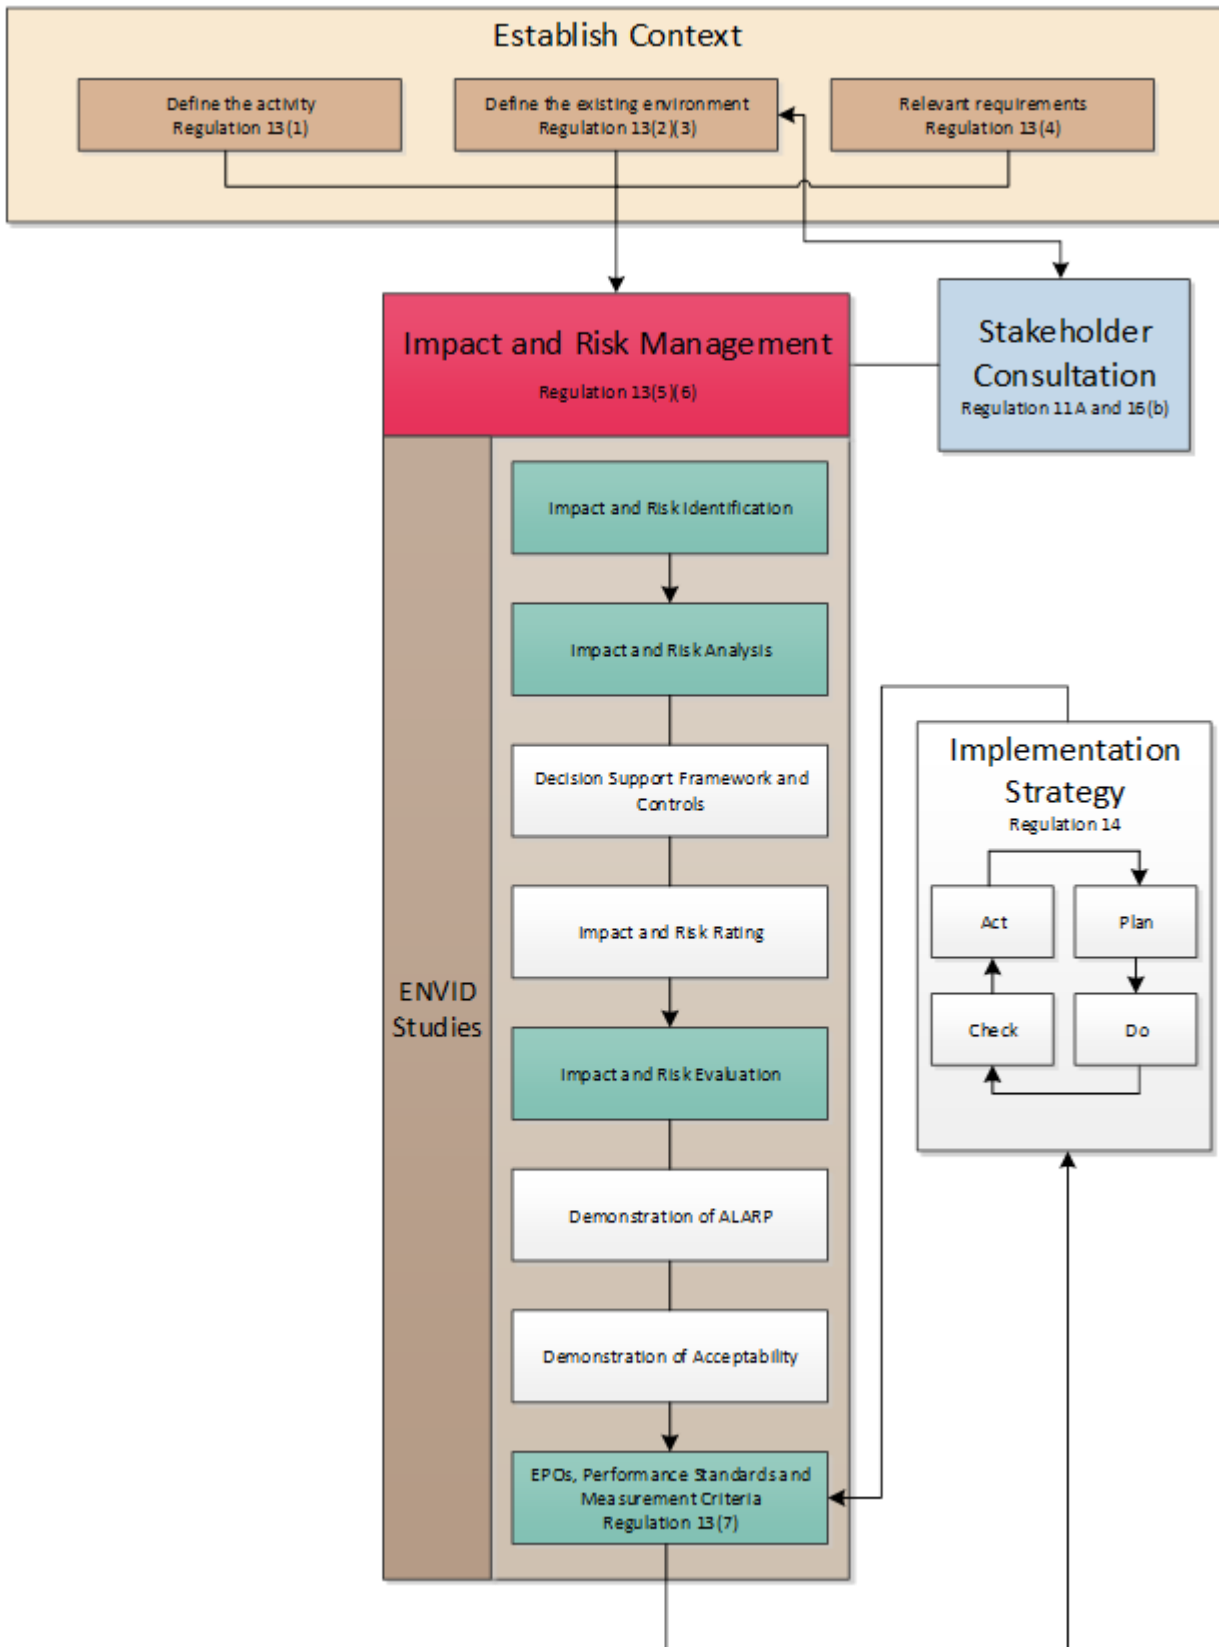 Establish Context
Define the activity
Regulation 13(1)
Define the existing environment
Regulation 13(2)(3)
Relevant requirements
Regulation 13(4)
Impact and Risk Management
Regulation 13(5)(6)
Stakeholder
Consultation
Regulation 11A and 16(b)
Impact and Risk Identification
Impact and Risk Analysis
Decision Support Framework and
Controls
Impact and Risk Rating
ENVID
Studies
Impact and Risk Evaluation
Demonstration of ALARP
Demonstration of Acceptability
EPOs, Performance Standards and
Measurement Criteria
Regulation 13(7)
Implementation
Strategy
Regulation 14
Act
Plan
Check
Do